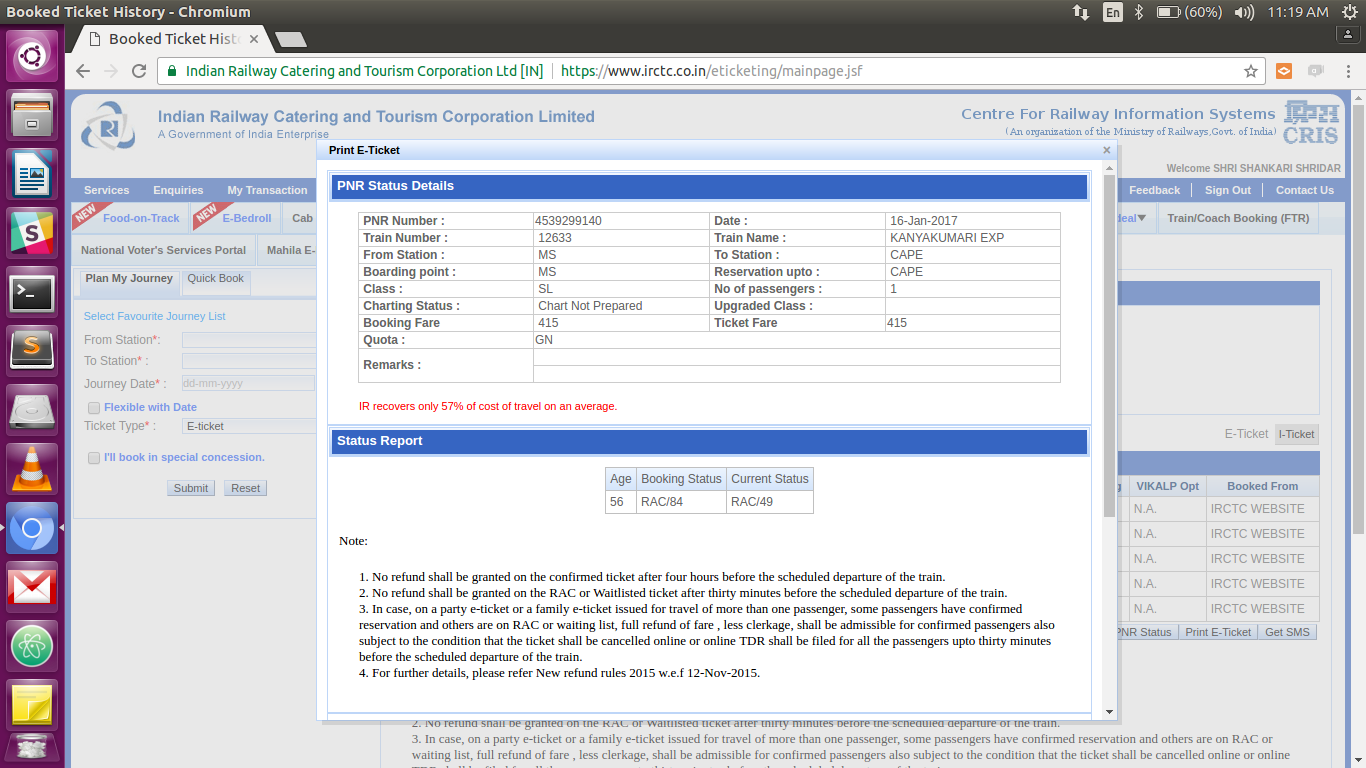 Booked Ticket History - Chromium
En (60%) 11:19 AM
Booked Ticket Hist
Indian Railway Catering and Tourism Corporation Ltd [IN] https://www.irctc.co.in/eticketing/mainpage.jsf
Indian Railway Catering and Tourism Corporation Limited
A Government of India Enterprise
Centre For Railway Information Systems
(An organization of the Ministry of Railways,Govt. of India)
CRIS
Welcome SHRI SHANKARI SHRIDAR
Services Enquiries My Transaction Feedback Sign Out Contact Us
NEW Food-on-Track NEW E-Bedroll Cab eal Train/Coach Booking (FTR)
National Voter's Services Portal Mahila E-
Plan My Journey Quick Book
Select Favourite Journey List
From Station*:
To Station* :
Journey Date* : dd-mm-yyyy
Flexible with Date
Ticket Type* : E-ticket
I'll book in special concession.
Submit Reset
Print E-Ticket
PNR Status Details
PNR Number : 4539299140 Date : 16-Jan-2017
Train Number : 12633 Train Name : KANYAKUMARI EXP
From Station : MS To Station : CAPE
Boarding point : MS Reservation upto : CAPE
Class : SL No of passengers : 1
Charting Status : Chart Not Prepared Upgraded Class :
Booking Fare 415 Ticket Fare 415
Quota : GN
Remarks :
IR recovers only 57% of cost of travel on an average.
Status Report
Age Booking Status Current Status
56 RAC/84 RAC/49
Note:
1. No refund shall be granted on the confirmed ticket after four hours before the scheduled departure of the train.
2. No refund shall be granted on the RAC or Waitlisted ticket after thirty minutes before the scheduled departure of the train.
3. In case, on a party e-ticket or a family e-ticket issued for travel of more than one passenger, some passengers have confirmed
reservation and others are on RAC or waiting list, full refund of fare , less clerkage, shall be admissible for confirmed passengers also
subject to the condition that the ticket shall be cancelled online or online TDR shall be filed for all the passengers upto thirty minutes
before the scheduled departure of the train.
4. For further details, please refer New refund rules 2015 w.e.f 12-Nov-2015.
E-Ticket I-Ticket
g VIKALP Opt Booked From
N.A. IRCTC WEBSITE
N.A. IRCTC WEBSITE
N.A. IRCTC WEBSITE
N.A. IRCTC WEBSITE
N.A. IRCTC WEBSITE
PNR Status Print E-Ticket Get SMS
2. No refund shall be granted on the RAC or Waitlisted ticket after thirty minutes before the scheduled departure of the train.
3. In case, on a party e-ticket or a family e-ticket issued for travel of more than one passenger, some passengers have confirmed reservation and others are on RAC or
waiting list, full refund of fare , less clerkage, shall be admissible for confirmed passengers also subject to the condition that the ticket shall be cancelled online or online